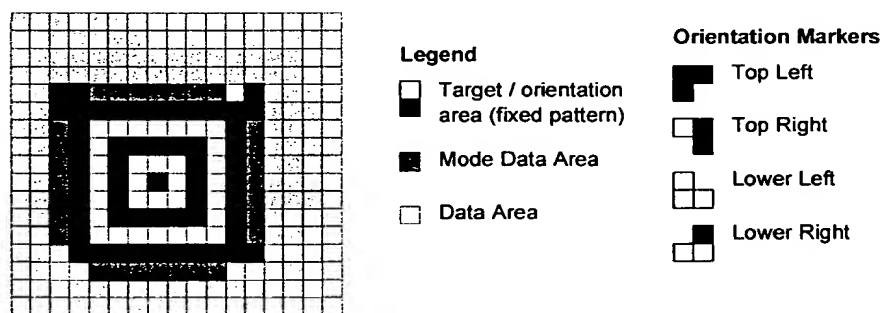 Legend
Target / orientation
area (fixed pattern)
Mode Data Area
Data Area
Orientation Markers
Top Left
Top Right
Lower Left
Lower Right